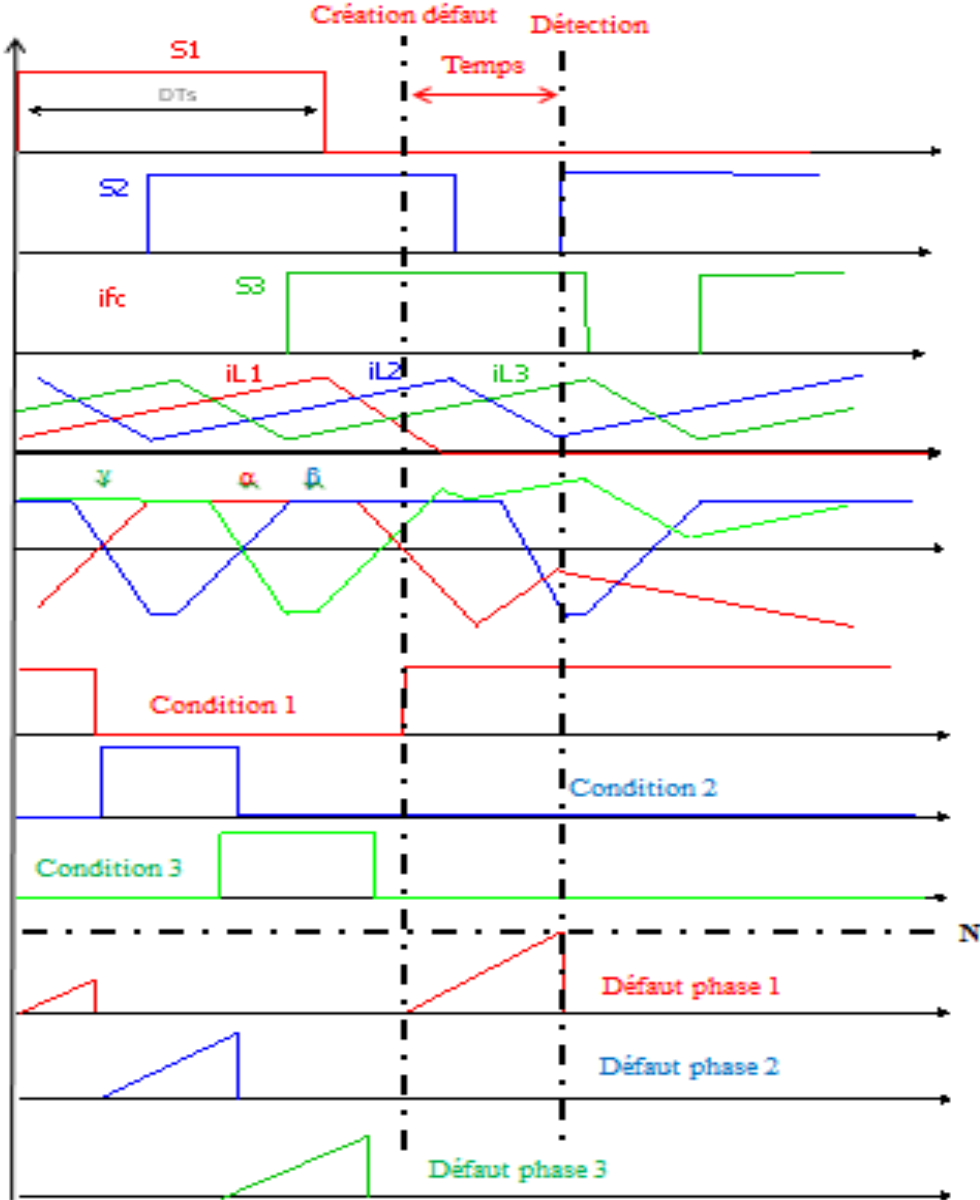 Création défaut
Détection
S1
Temps
DTs
S2
S3
ifc
iL1
iL2
iL3
γ
α
β
Condition 1
Condition 2
Condition 3
N
Défaut phase 1
Défaut phase 2
Défaut phase 3